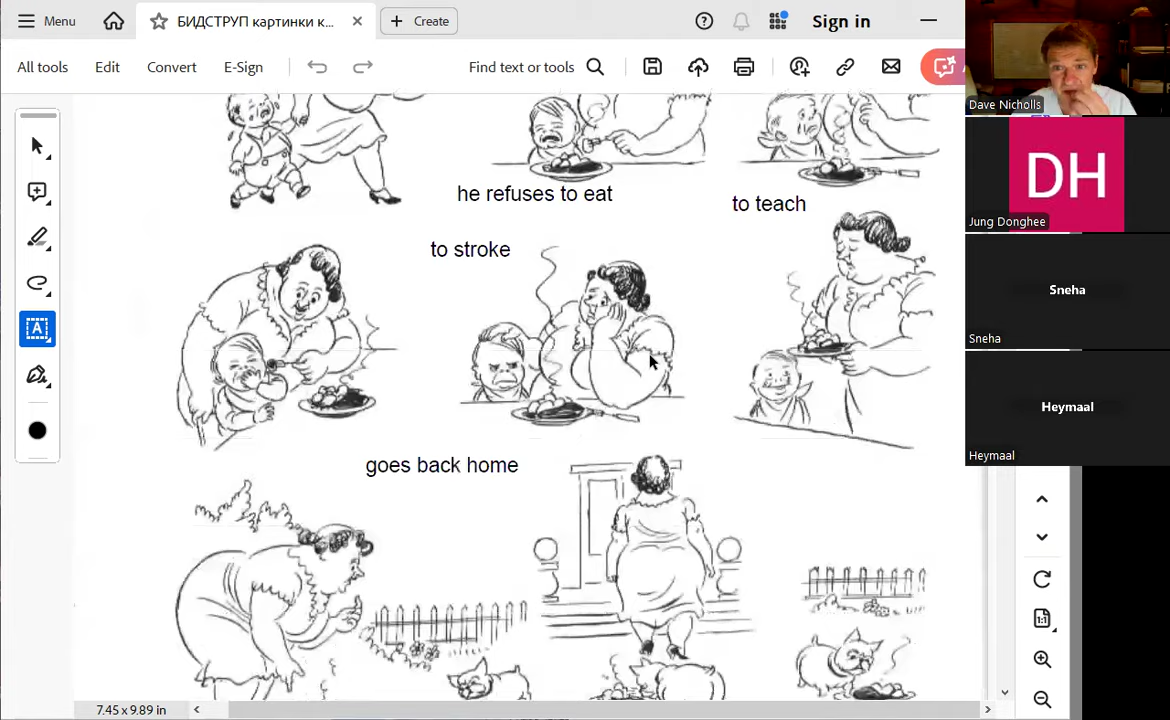 Menu
БИДСТРУП картинки к...
Create
Sign in
All tools
Edit
Convert
E-Sign
Find text or tools
Dave Nicholls
DH
Jung Donghee
Sneha
Sneha
Heymaal
Heymaal
he refuses to eat
to teach
to stroke
goes back home
A
1:1
7.45 x 9.89 in